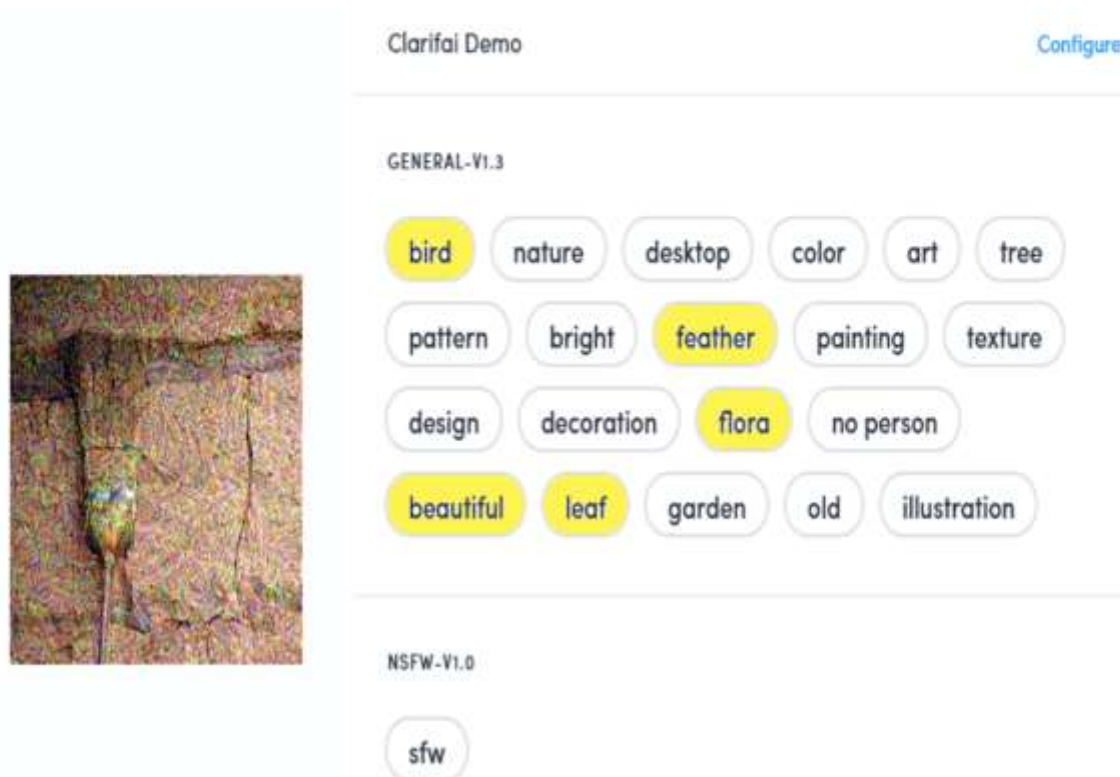 Clarifai Demo Configure
GENERAL-V1.3
bird nature desktop color art tree
pattern bright feather painting texture
design decoration flora no person
beautiful leaf garden old illustration
NSFW-V1.0
sfw